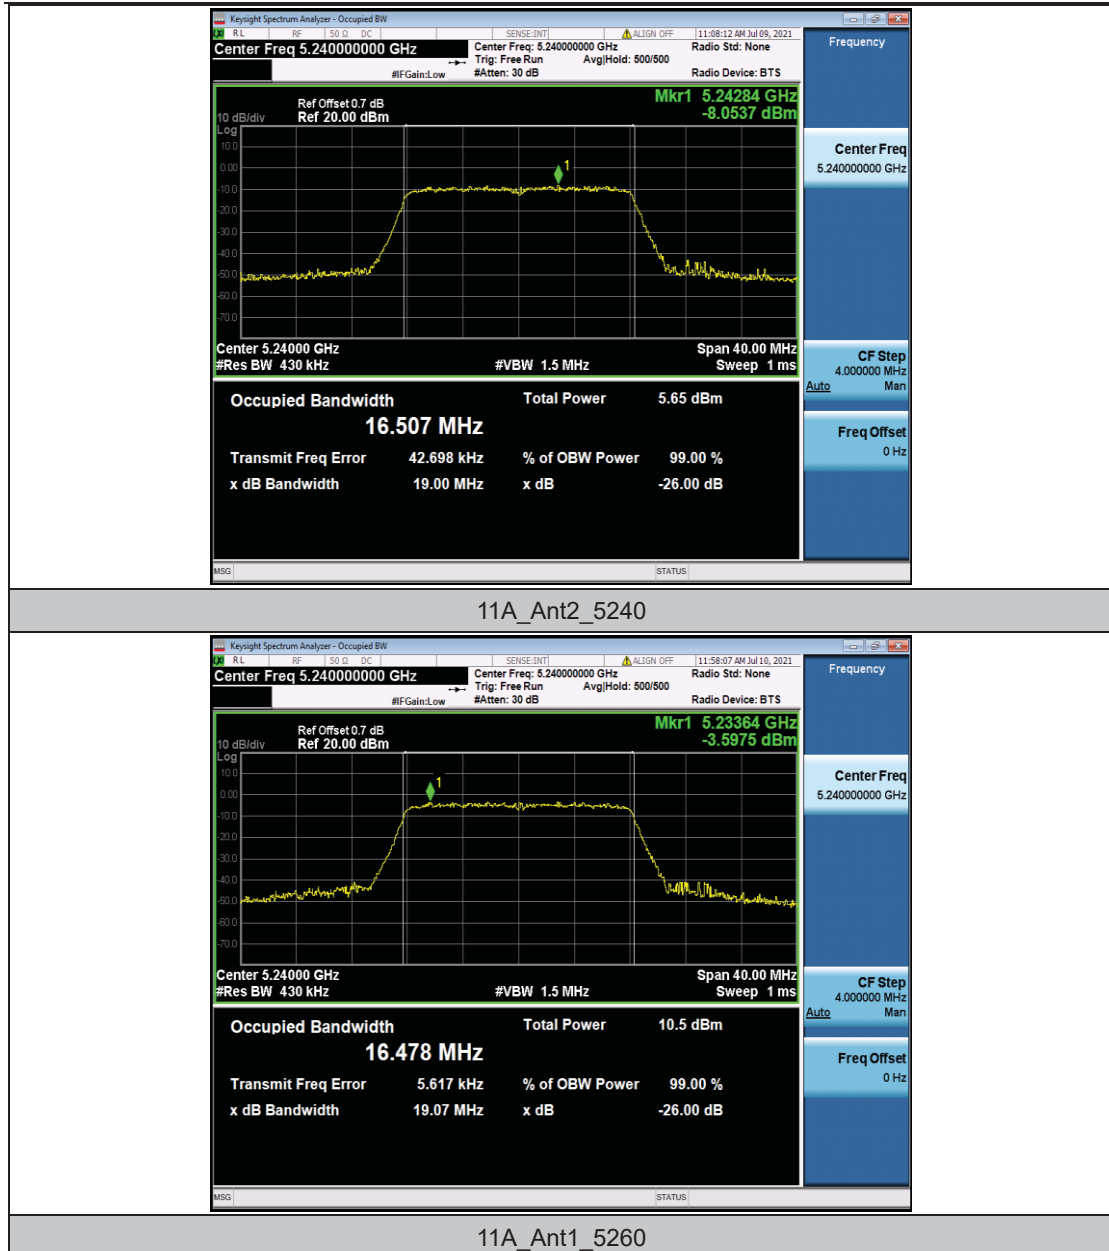 Keysight Spectrum Analyzer - Occupied BW
LXI RL RF 50 Ω DC SENSE:INT ALIGN OFF 11:08:12 AM Jul 09, 2021
Center Freq 5.240000000 GHz
Center Freq: 5.240000000 GHz Radio Std: None
Trig: Free Run Avg|Hold: 500/500
#IFGain:Low #Atten: 30 dB Radio Device: BTS
Frequency
Mkr1 5.24284 GHz
-8.0537 dBm
Ref Offset 0.7 dB
10 dB/div Ref 20.00 dBm
Log
10.0
0.00
-10.0
-20.0
-30.0
-40.0
-50.0
-60.0
-70.0
1
Center 5.24000 GHz Span 40.00 MHz
#Res BW 430 kHz #VBW 1.5 MHz Sweep 1 ms
Center Freq
5.240000000 GHz
CF Step
4.000000 MHz
Auto Man
Freq Offset
0 Hz
Occupied Bandwidth Total Power 5.65 dBm
16.507 MHz
Transmit Freq Error 42.698 kHz % of OBW Power 99.00 %
x dB Bandwidth 19.00 MHz x dB -26.00 dB
MSG STATUS
11A_Ant2_5240
Keysight Spectrum Analyzer - Occupied BW
LXI RL RF 50 Ω DC SENSE:INT ALIGN OFF 11:58:07 AM Jul 10, 2021
Center Freq 5.240000000 GHz
Center Freq: 5.240000000 GHz Radio Std: None
Trig: Free Run Avg|Hold: 500/500
#IFGain:Low #Atten: 30 dB Radio Device: BTS
Frequency
Mkr1 5.23364 GHz
-3.5975 dBm
Ref Offset 0.7 dB
10 dB/div Ref 20.00 dBm
Log
10.0
0.00
-10.0
-20.0
-30.0
-40.0
-50.0
-60.0
-70.0
1
Center 5.24000 GHz Span 40.00 MHz
#Res BW 430 kHz #VBW 1.5 MHz Sweep 1 ms
Center Freq
5.240000000 GHz
CF Step
4.000000 MHz
Auto Man
Freq Offset
0 Hz
Occupied Bandwidth Total Power 10.5 dBm
16.478 MHz
Transmit Freq Error 5.617 kHz % of OBW Power 99.00 %
x dB Bandwidth 19.07 MHz x dB -26.00 dB
MSG STATUS
11A_Ant1_5260